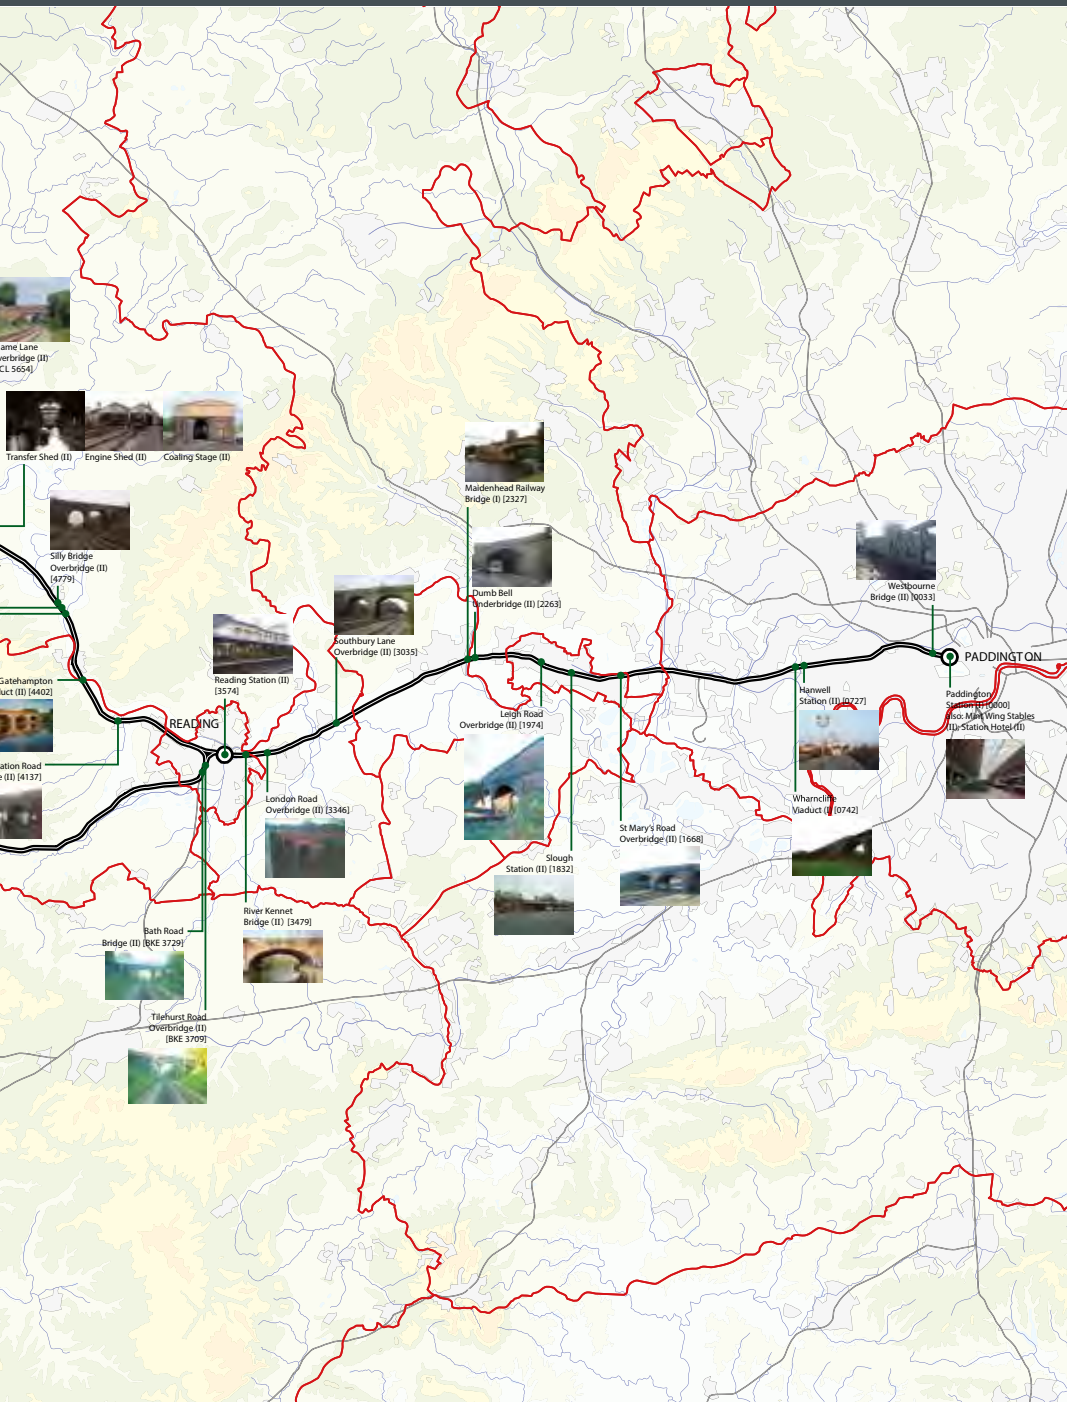 ame Lane
verbridge (II)
CL 5654]
Transfer Shed (II)
Engine Shed (II)
Coaling Stage (II)
Maidenhead Railway
Bridge (I) [2327]
Silly Bridge
Overbridge (II)
[4779]
Dumb Bell
Underbridge (II) [2263]
Westbourne
Bridge (II) [0033]
Southbury Lane
Overbridge (II) [3035]
Reading Station (II)
[3574]
PADDINGTON
Gatehampton
duct (II) [4402]
Hanwell
Station (II) [0727]
Paddington
Station (I) [0000]
also: Mint Wing Stables
(II); Station Hotel (II)
READING
Leigh Road
Overbridge (II) [1974]
ation Road
e (II) [4137]
London Road
Overbridge (II) [3346]
Wharncliffe
Viaduct (I) [0742]
St Mary's Road
Overbridge (II) [1668]
Slough
Station (II) [1832]
River Kennet
Bridge (II) [3479]
Bath Road
Bridge (II) [BKE 3729]
Tilehurst Road
Overbridge (II)
[BKE 3709]